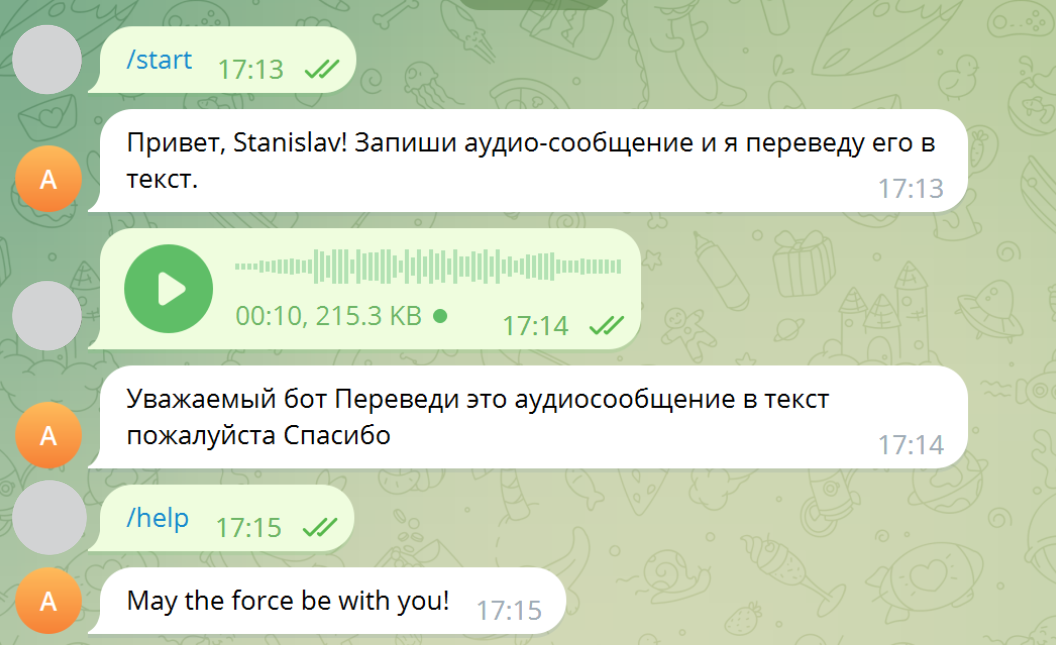 /start 17:13
Привет, Stanislav! Запиши аудио-сообщение и я переведу его в
A
текст.
17:13
00:10, 215.3 KB
17:14
Уважаемый бот Переведи это аудиосообщение в текст
A
пожалуйста Спасибо
17:14
/help 17:15
A
May the force be with you! 17:15